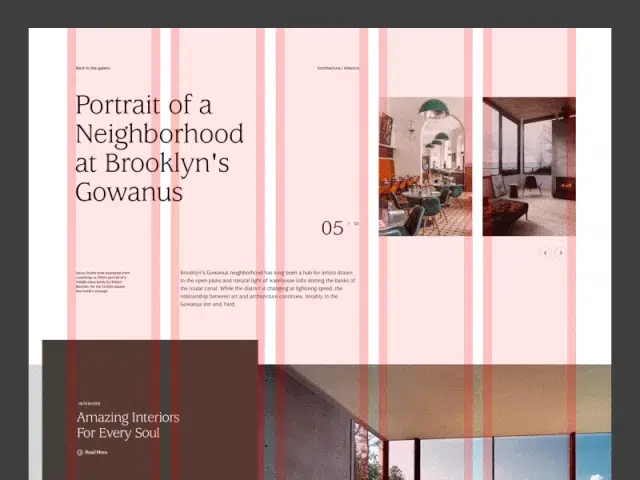 Back to the gallery
Architecture / Interiors
Portrait of a
Neighborhood
at Brooklyn's
Gowanus
05 / 05
Brooklyn's Gowanus neighborhood has long been a hub for artists drawn
to the open plans and natural light of warehouse lofts dotting the banks of
the titular canal. While the district is changing at lightning speed, the
relationship between art and architecture continues, notably in the
Gowanus Inn and Yard.
INTERIORS
Amazing Interiors
For Every Soul
Read More